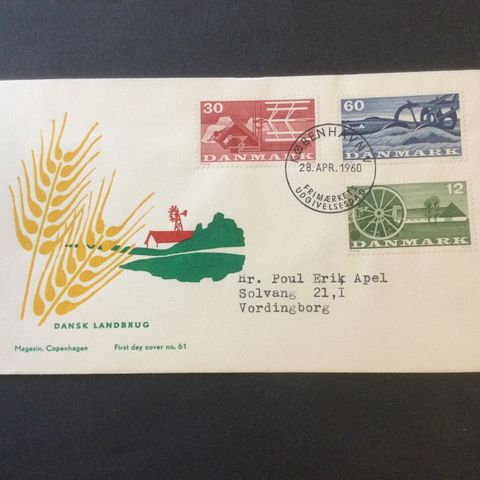 30
DANMARK
60
DANMARK
KØBENHAVN
28. APR. 1960
FRIMÆRKETS
UDGIVELSESDAG
12
DANMARK
Hr. Poul Erik Apel
Solvang 21,I
Vordingborg
DANSK LANDBRUG
Magasin, Copenhagen First day cover no. 61